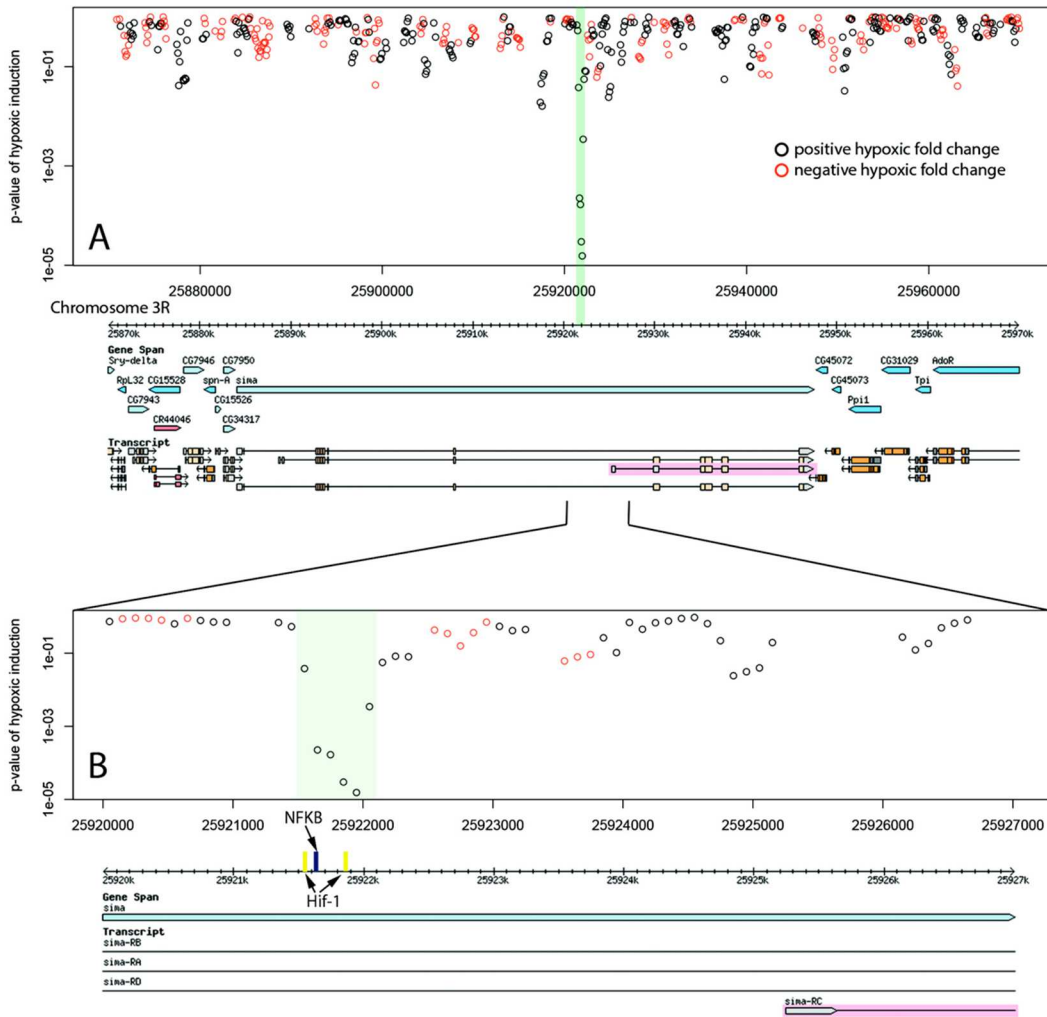 p-value of hypoxic induction
1e-01
1e-03
1e-05
A
positive hypoxic fold change
negative hypoxic fold change
25880000 25900000 25920000 25940000 25960000
Chromosome 3R
25870k 25880k 25890k 25900k 25910k 25920k 25930k 25940k 25950k 25960k 25970k
Gene Span
Sry-delta CG7946 CG7950 CG45072 CG31029 AdoR
RpL32 CG15528 spn-A sima CG45073 Tpi
CG7943 CG15526 Ppi1
CR44046 CG34317
Transcript
p-value of hypoxic induction
1e-01
1e-03
1e-05
B
25920000 25921000 25922000 25923000 25924000 25925000 25926000 25927000
NFKB
25920k 25921k 25922k 25923k 25924k 25925k 25926k 25927k
Hif-1
Gene Span
sima
Transcript
sima-RB
sima-RA
sima-RD
sima-RC